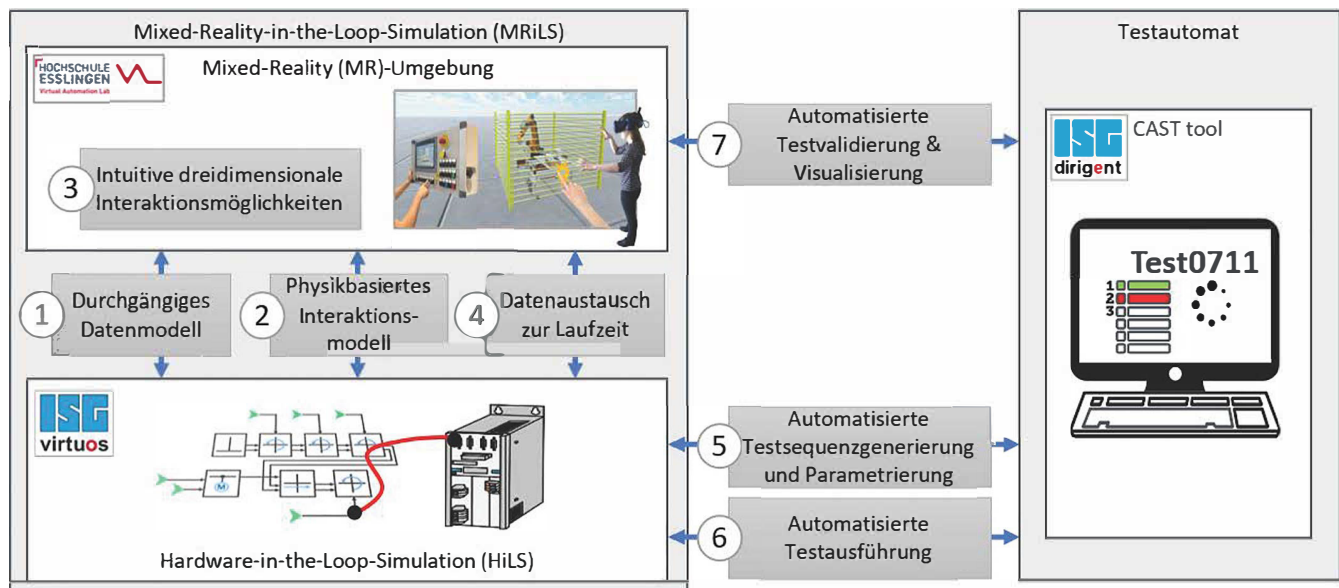 Mixed-Reality-in-the-Loop-Simulation (MRiLS)
HOCHSCHULE
ESSLINGEN
Virtual Automation Lab
Mixed-Reality (MR)-Umgebung
3
Intuitive dreidimensionale
Interaktionsmöglichkeiten
1
Durchgängiges
Datenmodell
2
Physikbasiertes
Interaktions-
modell
4
Datenaustausch
zur Laufzeit
ISG
virtuos
M
Hardware-in-the-Loop-Simulation (HiLS)
7
Automatisierte
Testvalidierung &
Visualisierung
5
Automatisierte
Testsequenzgenerierung
und Parametrierung
6
Automatisierte
Testausführung
Testautomat
ISG
dirigent
CAST tool
Test0711
1
2
3